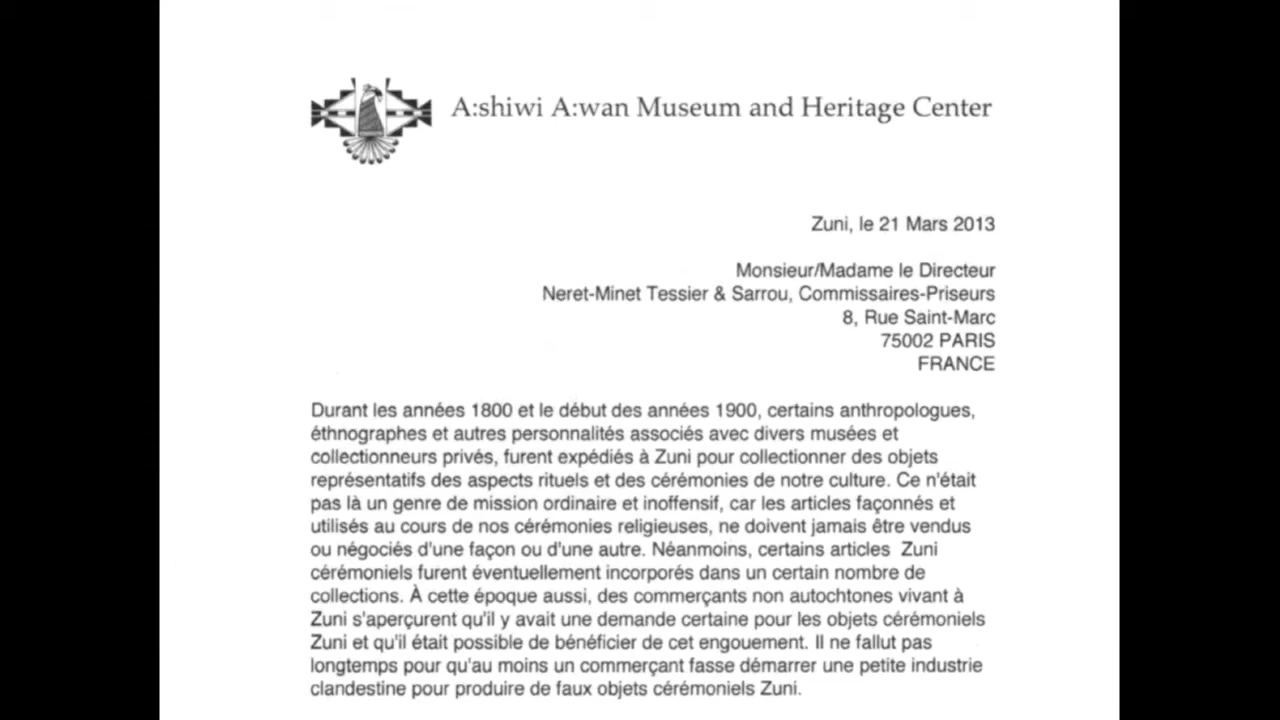 A:shiwi A:wan Museum and Heritage Center
Zuni, le 21 Mars 2013
Monsieur/Madame le Directeur
Neret-Minet Tessier & Sarrou, Commissaires-Priseurs
8, Rue Saint-Marc
75002 PARIS
FRANCE
Durant les années 1800 et le début des années 1900, certains anthropologues,
éthnographes et autres personnalités associés avec divers musées et
collectionneurs privés, furent expédiés à Zuni pour collectionner des objets
représentatifs des aspects rituels et des cérémonies de notre culture. Ce n'était
pas là un genre de mission ordinaire et inoffensif, car les articles façonnés et
utilisés au cours de nos cérémonies religieuses, ne doivent jamais être vendus
ou négociés d'une façon ou d'une autre. Néanmoins, certains articles Zuni
cérémoniels furent éventuellement incorporés dans un certain nombre de
collections. À cette époque aussi, des commerçants non autochtones vivant à
Zuni s'aperçurent qu'il y avait une demande certaine pour les objets cérémoniels
Zuni et qu'il était possible de bénéficier de cet engouement. Il ne fallut pas
longtemps pour qu'au moins un commerçant fasse démarrer une petite industrie
clandestine pour produire de faux objets cérémoniels Zuni.